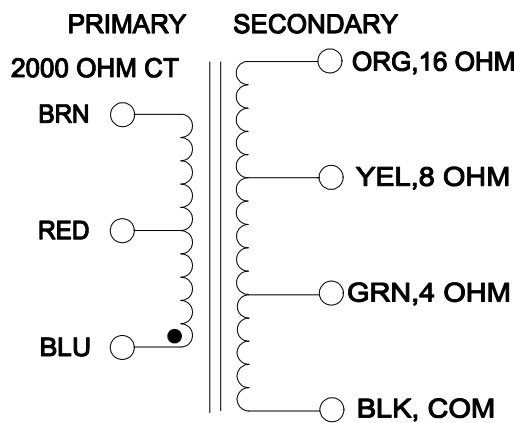 PRIMARY SECONDARY
2000 OHM CT
ORG,16 OHM
BRN
YEL,8 OHM
RED
GRN,4 OHM
BLU
BLK, COM